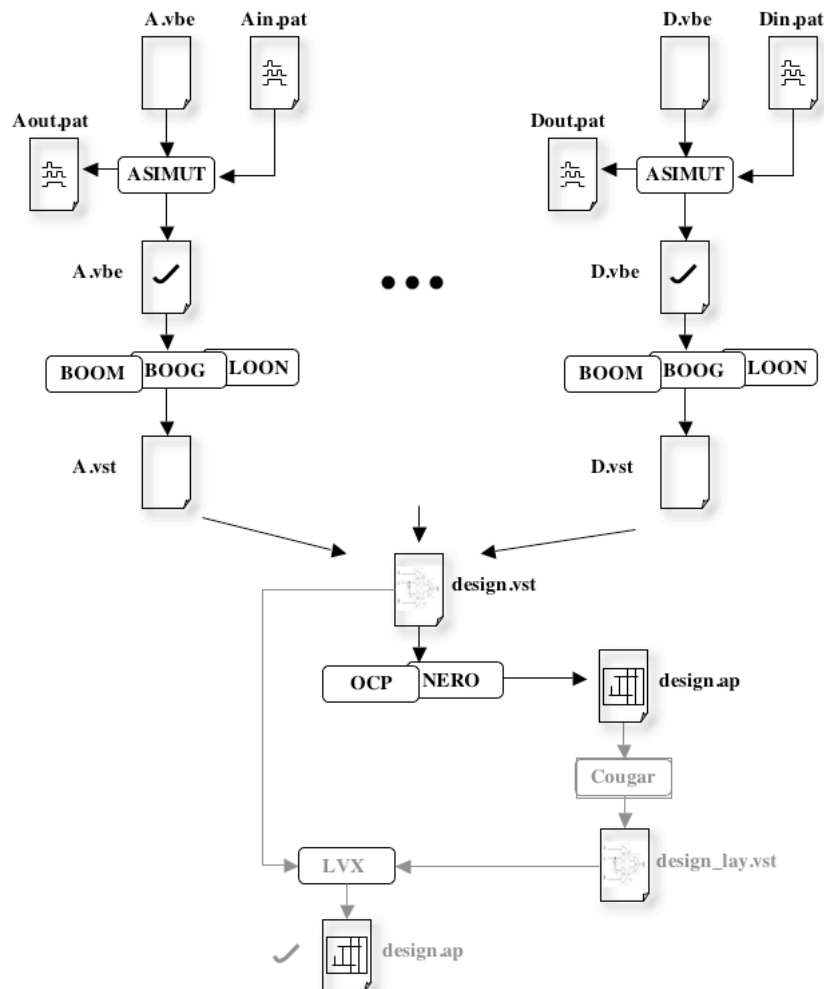 A.vbe Ain.pat D.vbe Din.pat
Aout.pat Dout.pat
ASIMUT ASIMUT
A.vbe D.vbe
BOOM BOOG LOON BOOM BOOG LOON
A.vst D.vst
design.vst
OCP NERO design.ap
Cougar
LVX design_lay.vst
design.ap